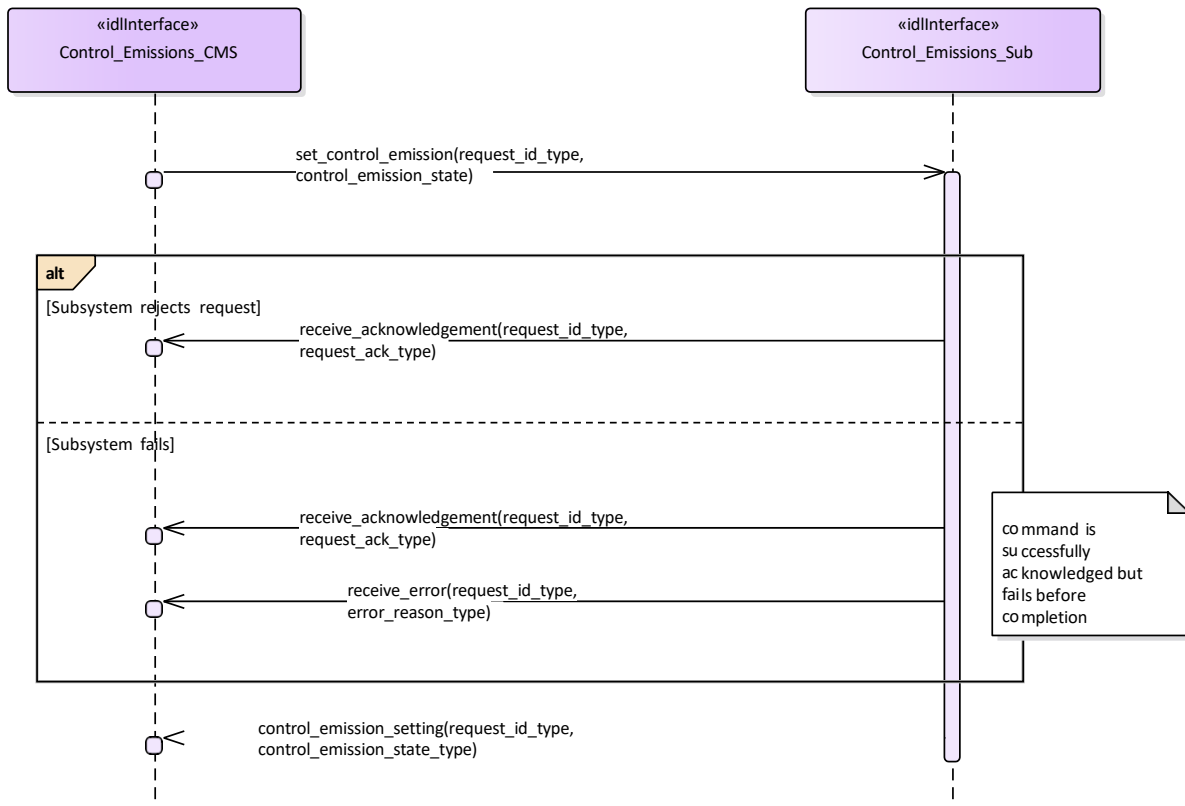 «idlInterface»
Control_Emissions_CMS
«idlInterface»
Control_Emissions_Sub
set_control_emission(request_id_type,
control_emission_state)
alt
[Subsystem rejects request]
receive_acknowledgement(request_id_type,
request_ack_type)
[Subsystem fails]
receive_acknowledgement(request_id_type,
request_ack_type)
command is
successfully
acknowledged but
fails before
completion
receive_error(request_id_type,
error_reason_type)
control_emission_setting(request_id_type,
control_emission_state_type)